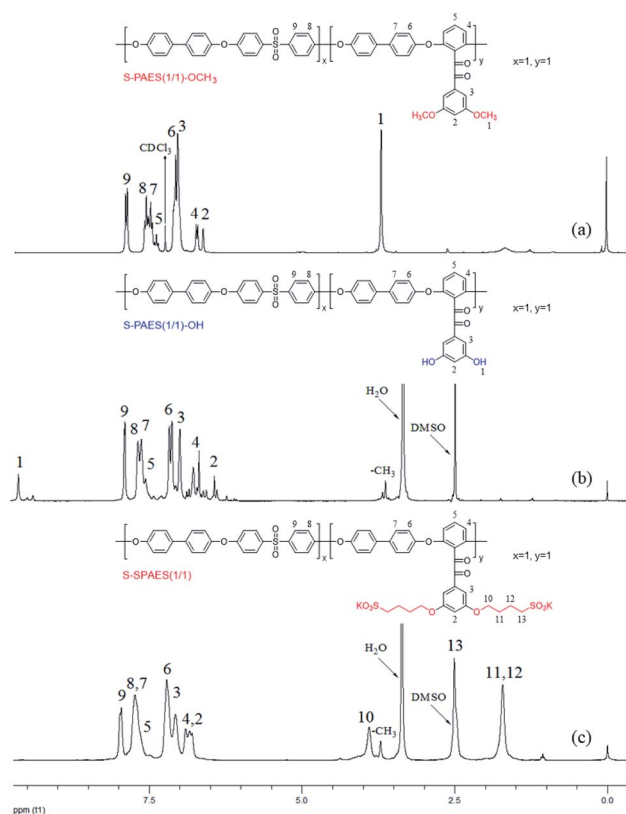 9 8 7 6 5 4
x y x=1, y=1
S-PAES(1/1)-OCH3
H3CO 2 3 OCH3 1
9 8 7 5 CDCl3 6 3 4 2 1 (a)
9 8 7 6 5 4
x y x=1, y=1
S-PAES(1/1)-OH
HO 2 3 OH 1
1 9 8 7 5 6 3 4 2 -CH3 H2O DMSO (b)
9 8 7 6 5 4
x y x=1, y=1
S-SPAES(1/1)
KO3S 2 3 10 11 12 13 SO3K
9 8,7 5 6 3 4,2 10 -CH3 H2O DMSO 13 11,12 (c)
7.5 5.0 2.5 0.0
ppm (t1)